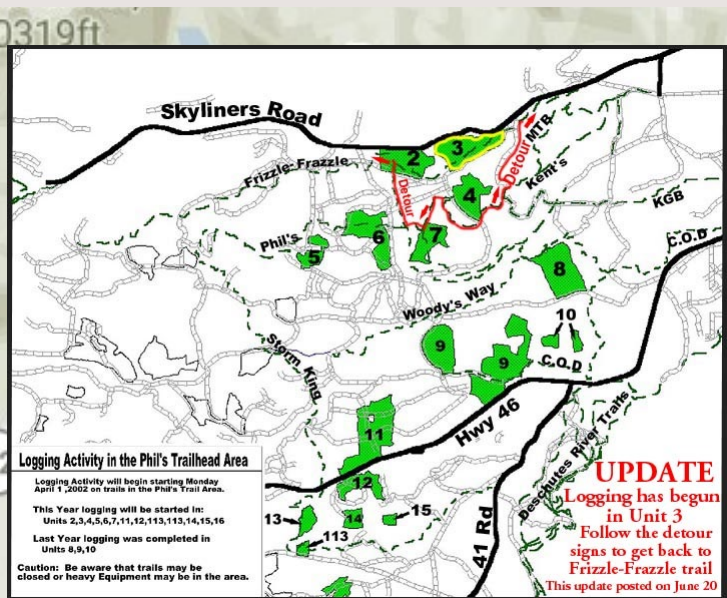 0319ft
Skyliners Road
Frizzle-Frazzle
2
3
MTB
Detour
Detour
Kent's
4
KGB
Phil's
6
7
5
C.O.D
8
Woody's Way
10
Storm King
9
9
C.O.D
Hwy 46
11
Deschutes River Trails
12
13
14
15
113
41 Rd
Logging Activity in the Phil's Trailhead Area
Logging Activity will begin starting Monday
April 1 ,2002 on trails in the Phil's Trail Area.
This Year logging will be started in:
Units 2,3,4,5,6,7,11,12,113,113,14,15,16
Last Year logging was completed in
Units 8,9,10
Caution: Be aware that trails may be
closed or heavy Equipment may be in the area.
UPDATE
Logging has begun
in Unit 3
Follow the detour
signs to get back to
Frizzle-Frazzle trail
This update posted on June 20